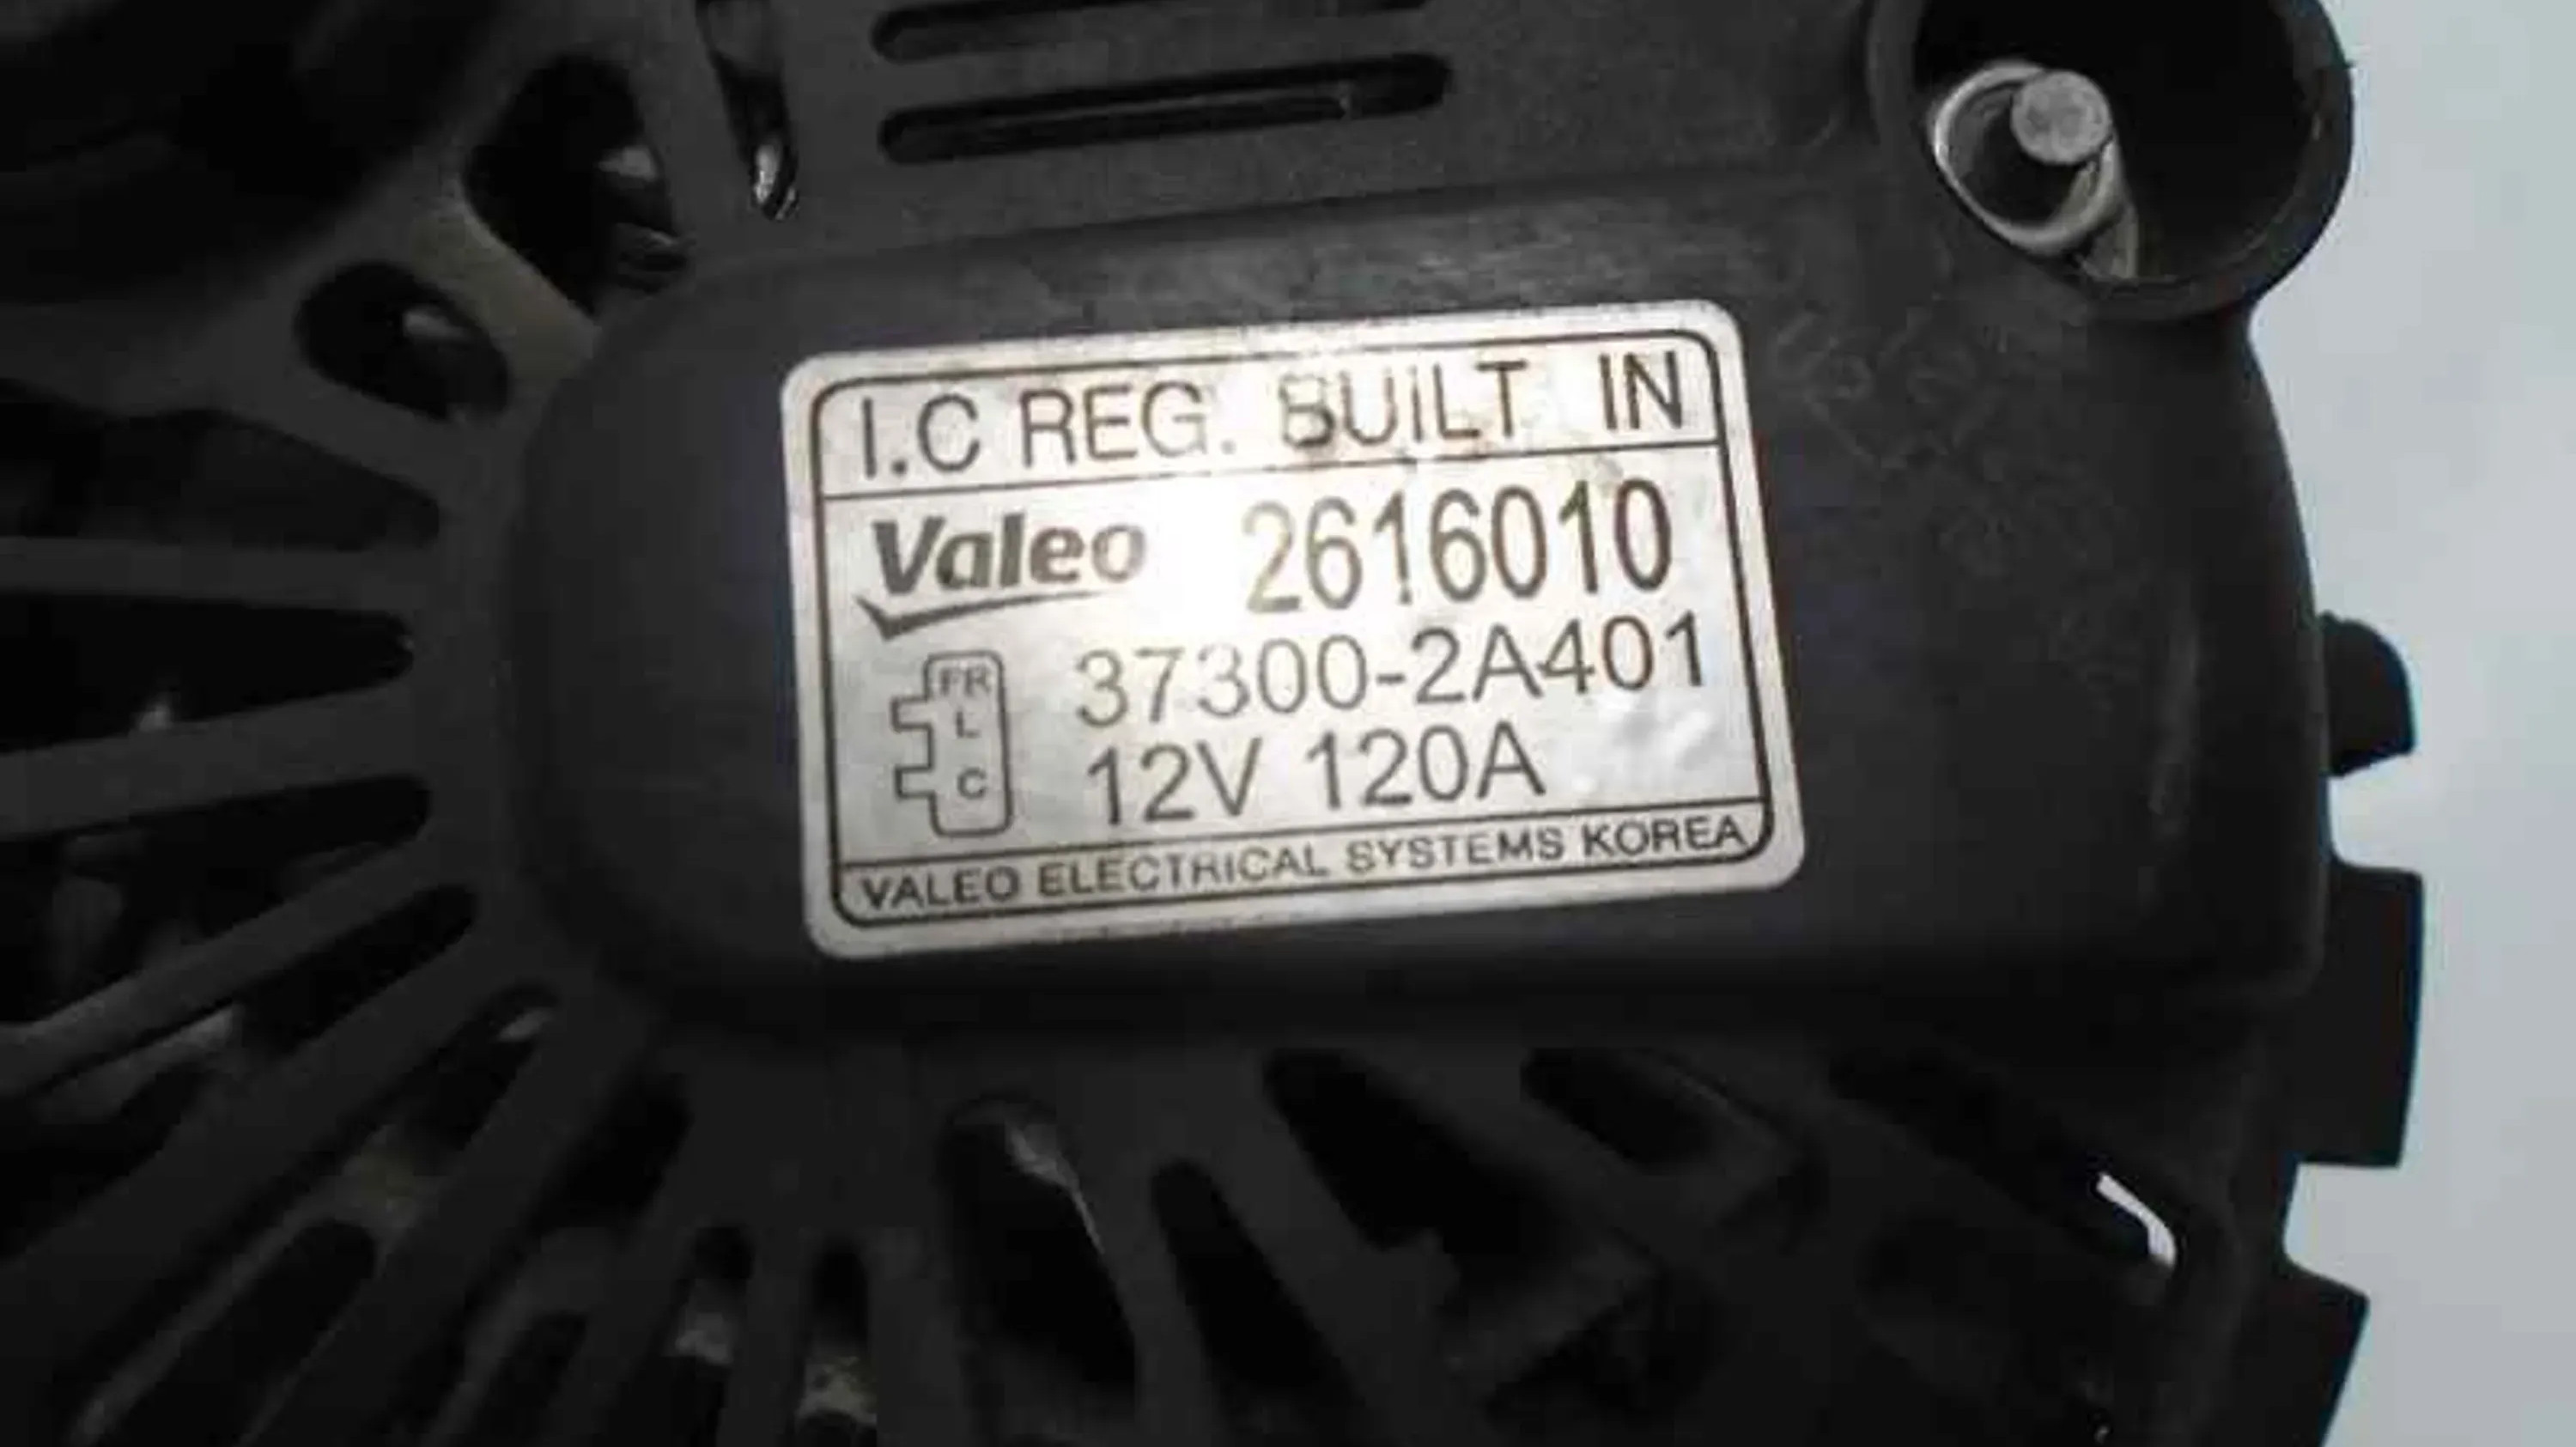 I.C REG. BUILT IN
Valeo 2616010
FR
L
C
37300-2A401
12V 120A
VALEO ELECTRICAL SYSTEMS KOREA